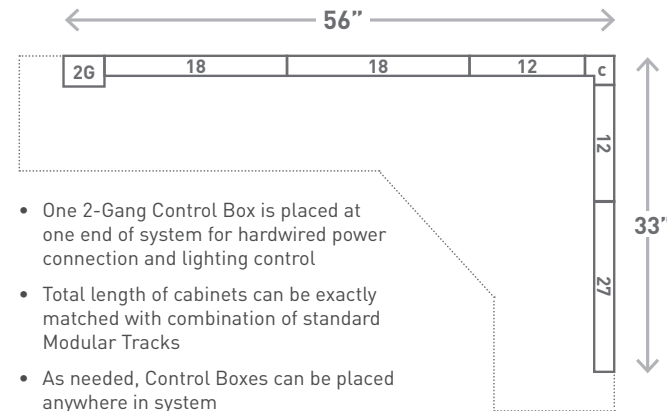 56”
2G 18 18 12 c
12
33”
27
• One 2-Gang Control Box is placed at
one end of system for hardwired power
connection and lighting control
• Total length of cabinets can be exactly
matched with combination of standard
Modular Tracks
• As needed, Control Boxes can be placed
anywhere in system